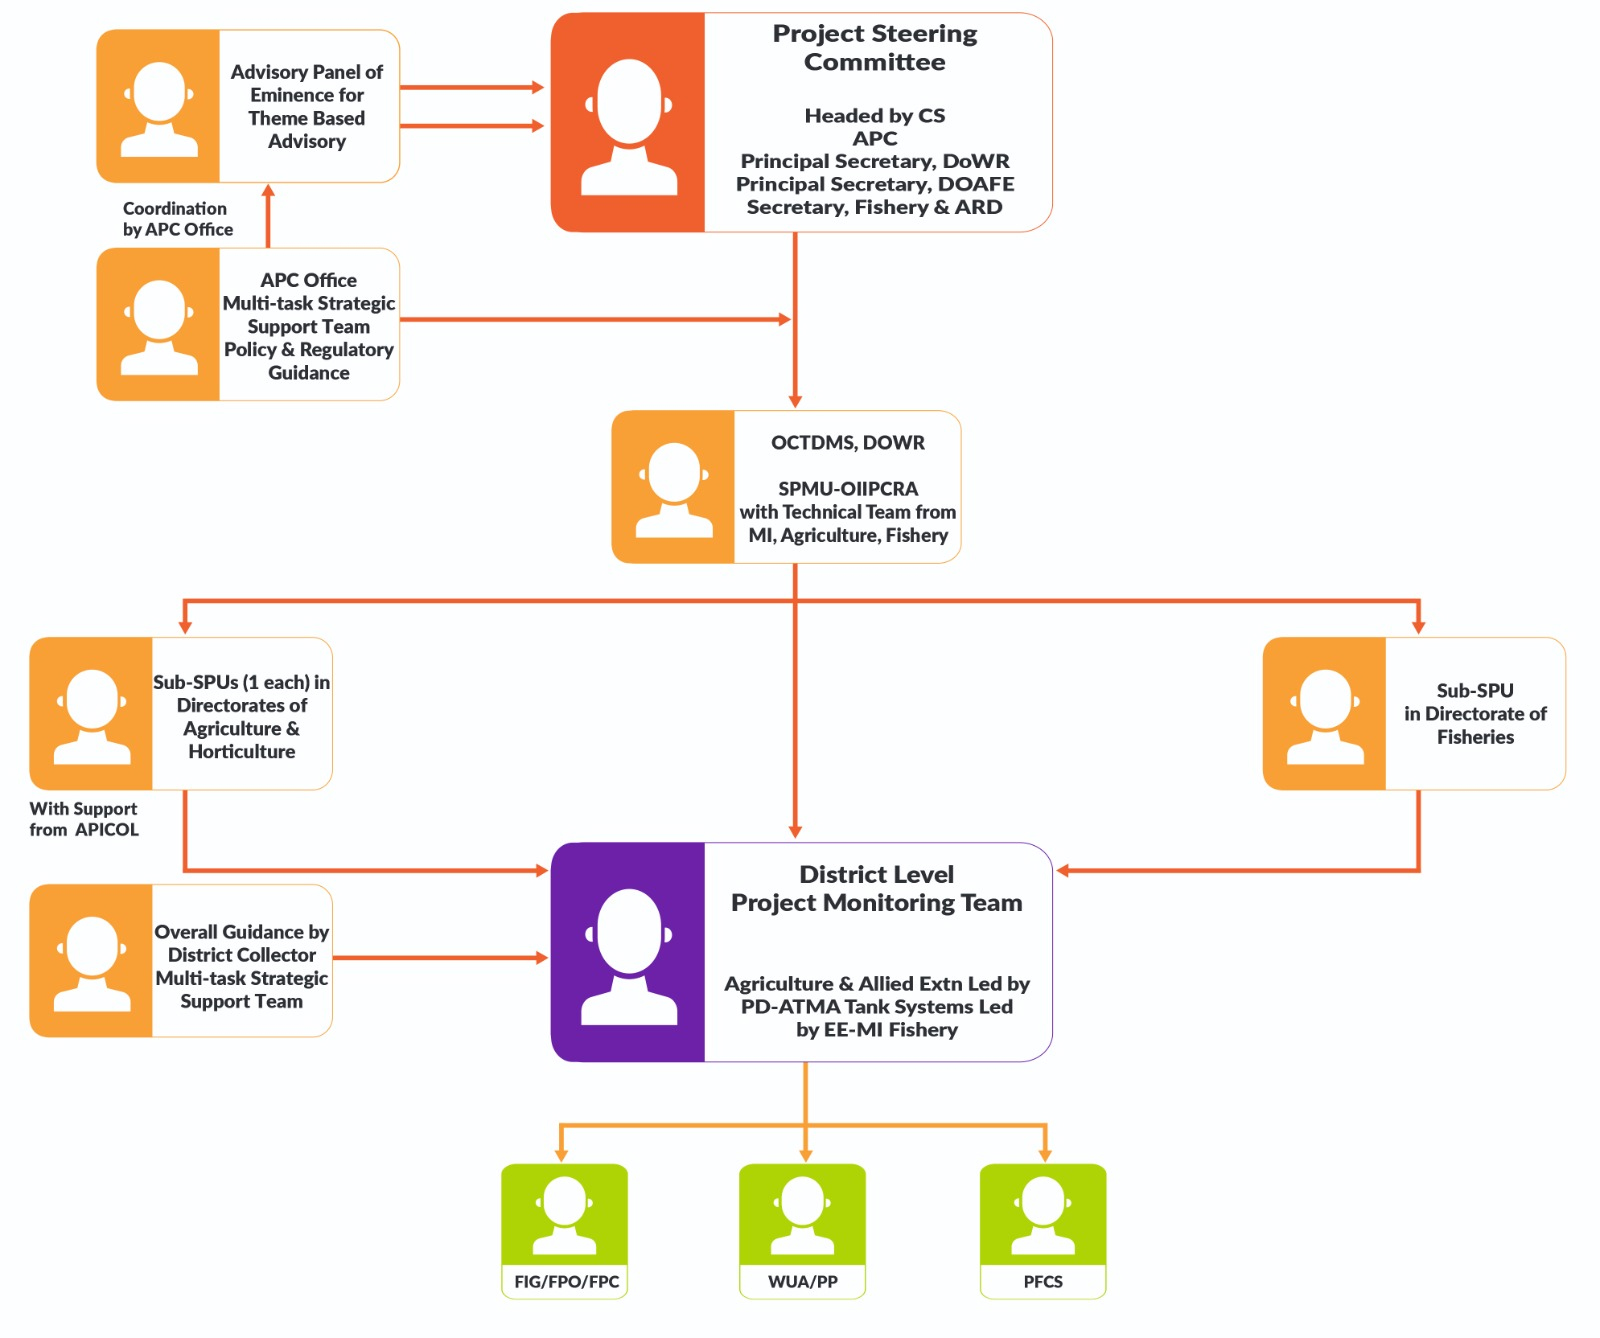 Advisory Panel of
Eminence for
Theme Based
Advisory
Project Steering
Committee
Headed by CS
APC
Principal Secretary, DoWR
Principal Secretary, DOAFE
Secretary, Fishery & ARD
Coordination
by APC Office
APC Office
Multi-task Strategic
Support Team
Policy & Regulatory
Guidance
OCTDMS, DOWR
SPMU-OIIPCRA
with Technical Team from
MI, Agriculture, Fishery
Sub-SPUs (1 each) in
Directorates of
Agriculture &
Horticulture
Sub-SPU
in Directorate of
Fisheries
With Support
from APICOL
Overall Guidance by
District Collector
Multi-task Strategic
Support Team
District Level
Project Monitoring Team
Agriculture & Allied Extn Led by
PD-ATMA Tank Systems Led
by EE-MI Fishery
FIG/FPO/FPC
WUA/PP
PFCS